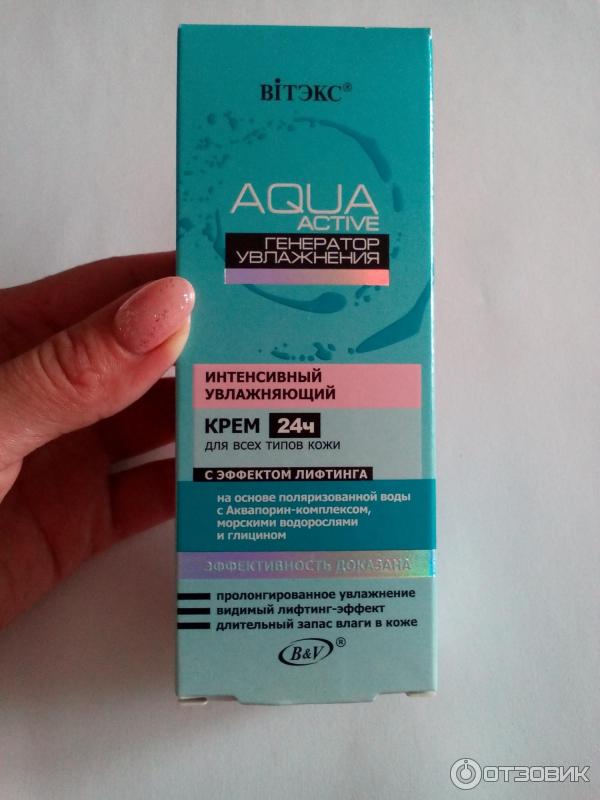 ВІТЭКС®
AQUA
ACTIVE
ГЕНЕРАТОР
УВЛАЖНЕНИЯ
ИНТЕНСИВНЫЙ
УВЛАЖНЯЮЩИЙ
КРЕМ 24ч
для всех типов кожи
С ЭФФЕКТОМ ЛИФТИНГА
на основе поляризованной воды
с Аквапорин-комплексом,
морскими водорослями
и глицином
ЭФФЕКТИВНОСТЬ ДОКАЗАНА
пролонгированное увлажнение
видимый лифтинг-эффект
длительный запас влаги в коже
B&V®
ОТЗОВИК